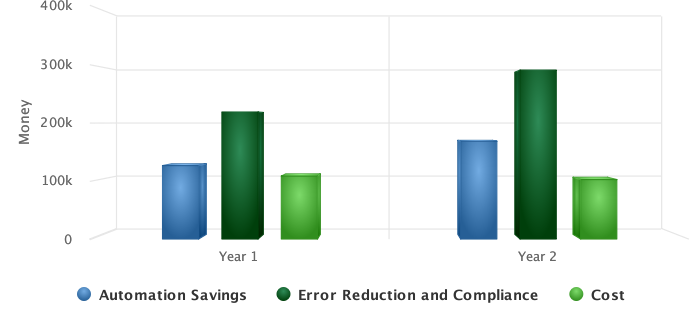 400k
300k
200k
100k
0
Money
Year 1
Year 2
Automation Savings
Error Reduction and Compliance
Cost